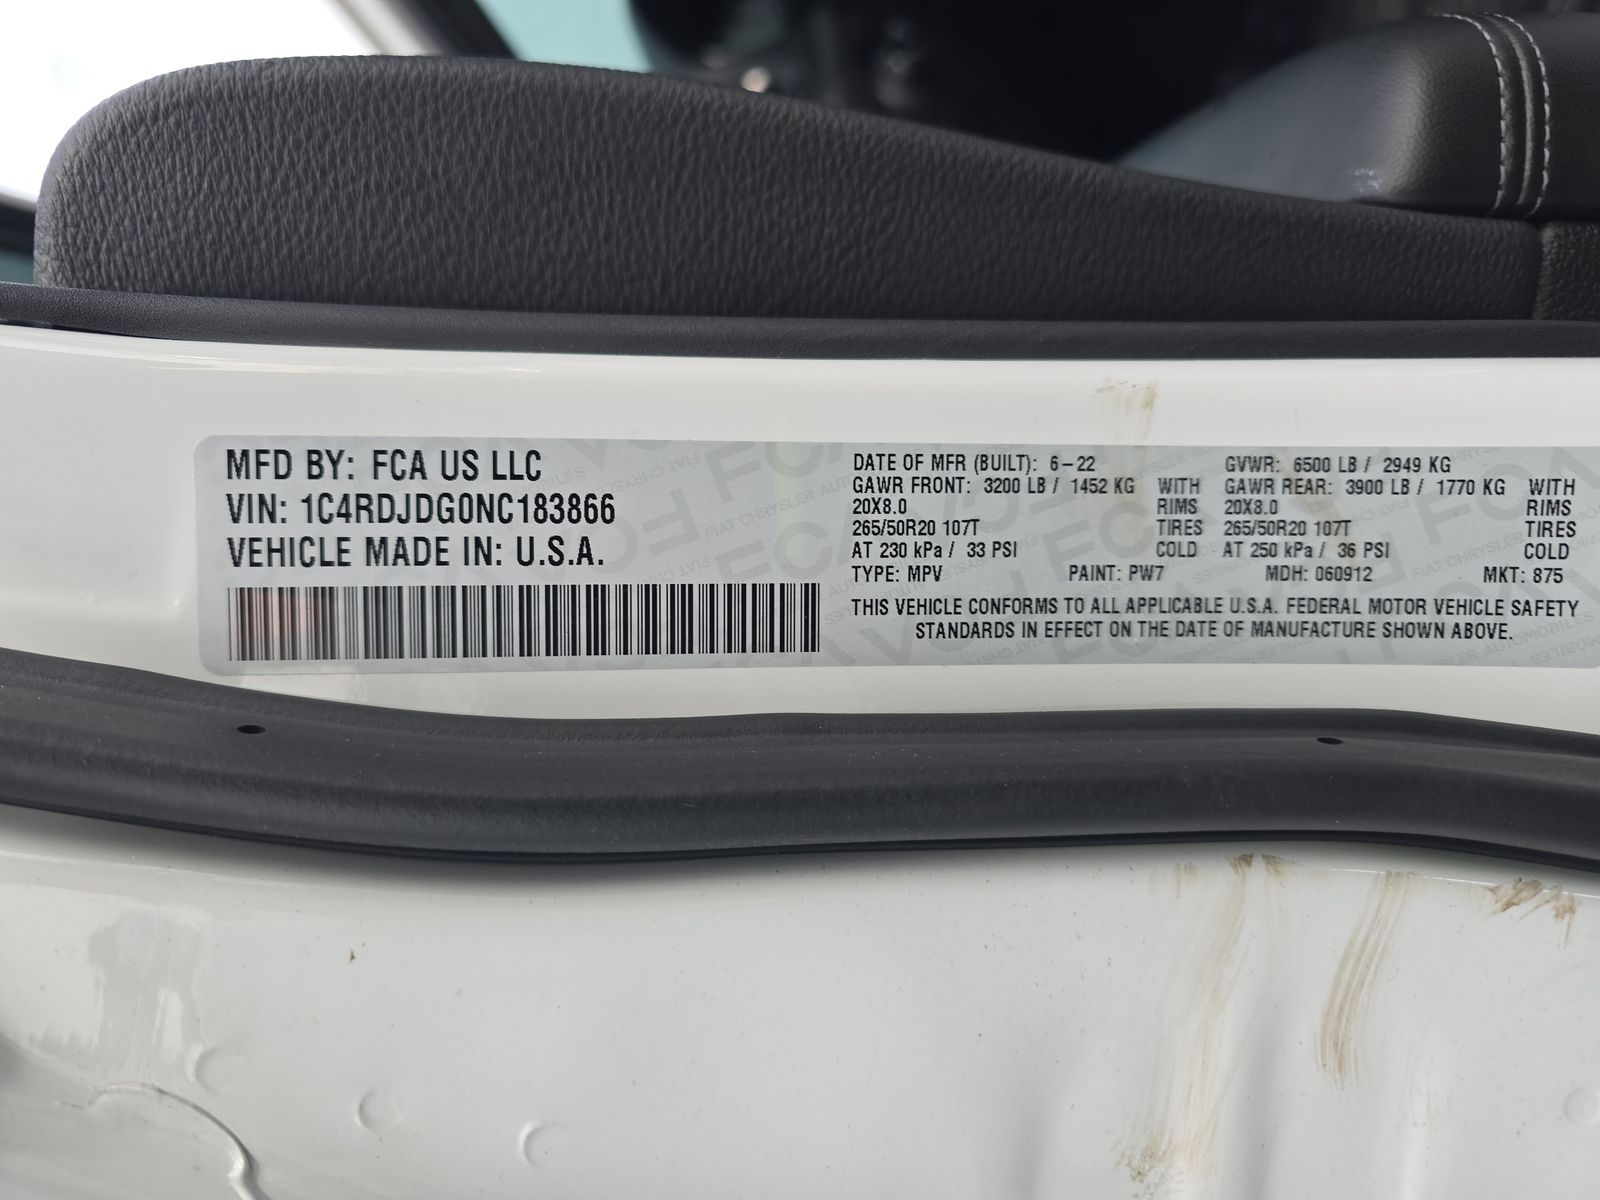 MFD BY: FCA US LLC
VIN: 1C4RDJDG0NC183866
VEHICLE MADE IN: U.S.A.
DATE OF MFR (BUILT): 6-22 GVWR: 6500 LB / 2949 KG
GAWR FRONT: 3200 LB / 1452 KG WITH GAWR REAR: 3900 LB / 1770 KG WITH
20X8.0 RIMS 20X8.0 RIMS
265/50R20 107T TIRES 265/50R20 107T TIRES
AT 230 kPa / 33 PSI COLD AT 250 kPa / 36 PSI COLD
TYPE: MPV PAINT: PW7 MDH: 060912 MKT: 875
THIS VEHICLE CONFORMS TO ALL APPLICABLE U.S.A. FEDERAL MOTOR VEHICLE SAFETY
STANDARDS IN EFFECT ON THE DATE OF MANUFACTURE SHOWN ABOVE.